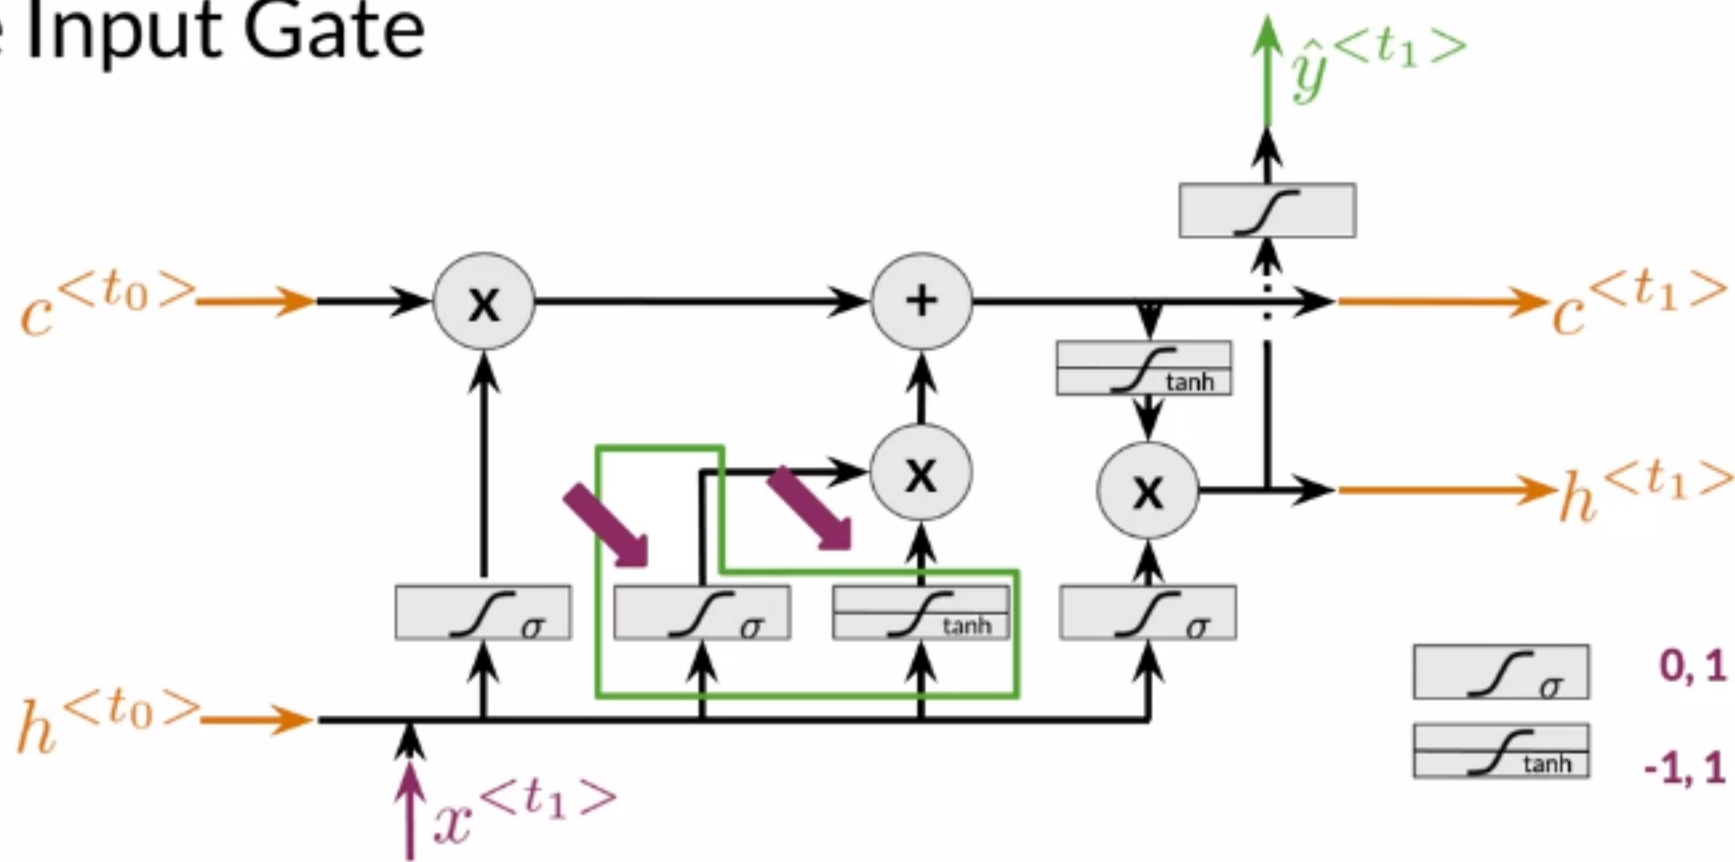 e Input Gate
ŷ<t₁>
c<t₀>
x
+
c<t₁>
tanh
x
x
h<t₁>
σ
σ
tanh
σ
σ 0, 1
h<t₀>
tanh -1, 1
x<t₁>